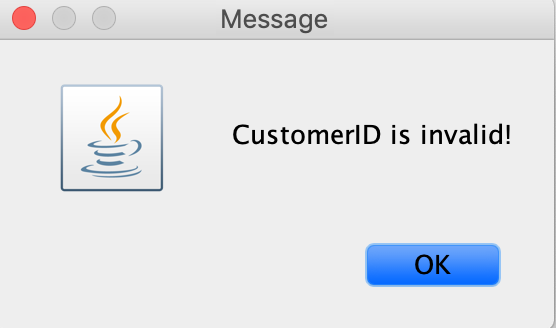 Message
CustomerID is invalid!
OK